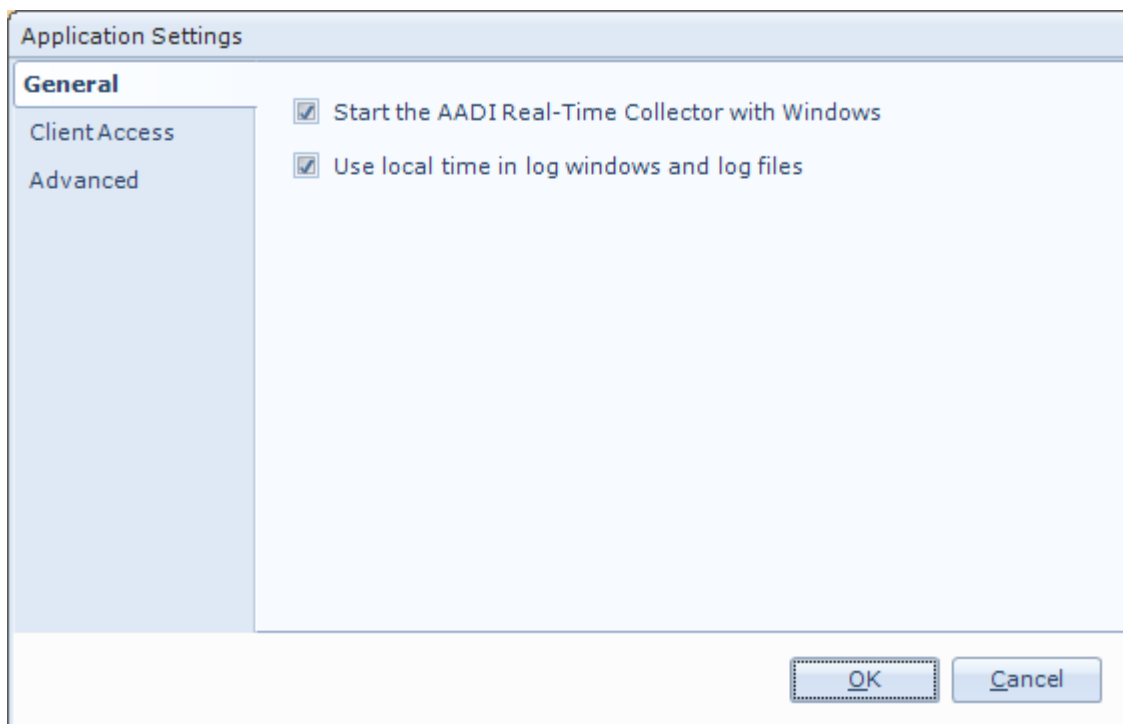 Application Settings
General
Client Access
Advanced
Start the AADI Real-Time Collector with Windows
Use local time in log windows and log files
OK
Cancel